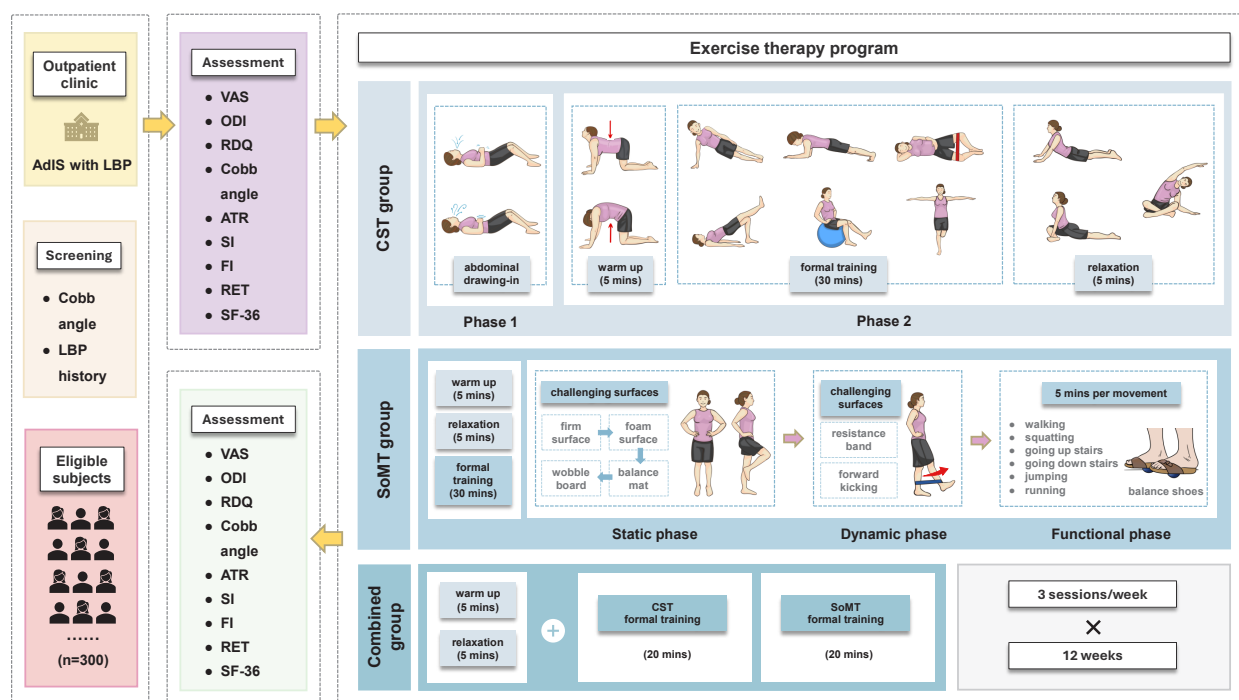 Outpatient
clinic
AdIS with LBP
Screening
● Cobb
angle
● LBP
history
Eligible
subjects
......
(n=300)
Assessment
● VAS
● ODI
● RDQ
● Cobb
angle
● ATR
● SI
● FI
● RET
● SF-36
Assessment
● VAS
● ODI
● RDQ
● Cobb
angle
● ATR
● SI
● FI
● RET
● SF-36
Exercise therapy program
CST group
abdominal
drawing-in
Phase 1
warm up
(5 mins)
formal training
(30 mins)
relaxation
(5 mins)
Phase 2
SoMT group
warm up
(5 mins)
relaxation
(5 mins)
formal
training
(30 mins)
challenging surfaces
firm
surface
foam
surface
wobble
board
balance
mat
Static phase
challenging
surfaces
resistance
band
forward
kicking
Dynamic phase
5 mins per movement
● walking
● squatting
● going up stairs
● going down stairs
● jumping
● running
balance shoes
Functional phase
Combined
group
warm up
(5 mins)
relaxation
(5 mins)
+
CST
formal training
(20 mins)
SoMT
formal training
(20 mins)
3 sessions/week
×
12 weeks